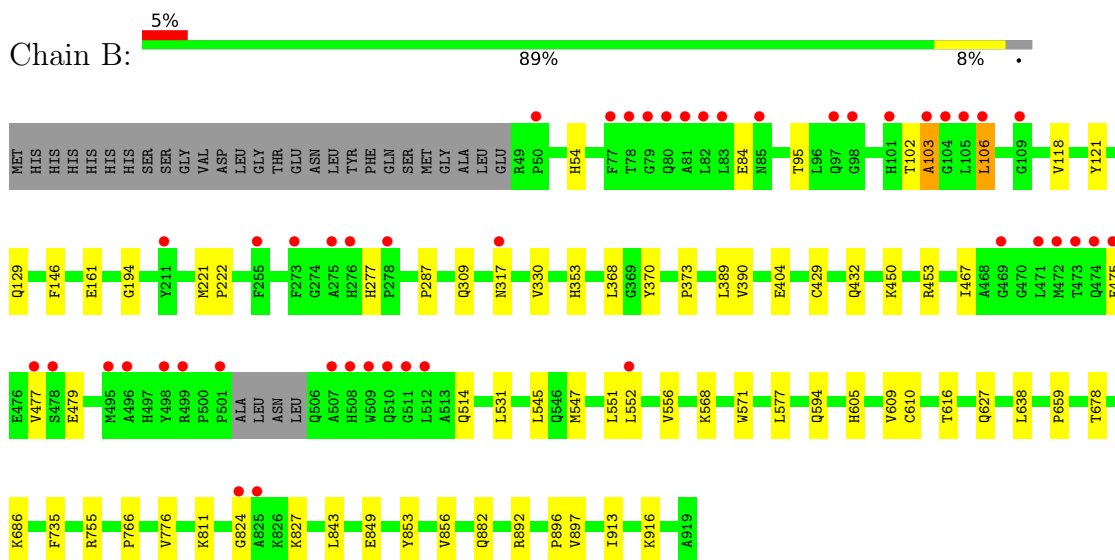 5%
Chain B:
89% 8% •
MET HIS HIS HIS HIS HIS HIS SER SER GLY VAL ASP LEU GLY THR GLU ASN LEU TYR PHE GLN SER MET GLY ALA LEU GLU R49 P50 H54 F77 T78 G79 Q80 A81 L82 L83 E84 N85 T95 L96 Q97 G98 H101 T102 A103 G104 L105 L106 G109 V118 Y121
Q129 F146 E161 G194 Y211 M221 P222 F255 F273 G274 A275 H276 H277 P278 P287 Q309 N317 V330 H353 L368 G369 Y370 P373 L389 V390 E404 C429 Q432 K450 R453 I467 A468 G469 G470 L471 M472 T473 Q474 E475
E476 V477 S478 E479 M495 A496 H497 Y498 R499 P500 P501 ALA LEU ASN LEU Q506 A507 H508 W509 Q510 G511 L512 A513 Q514 L531 L545 Q546 M547 L551 L552 V556 K568 W571 L577 Q594 H605 V609 C610 T616 Q627 L638 P659 T678
K686 F735 R755 P766 V776 K811 G824 A825 K826 K827 L843 E849 Y853 V856 Q882 R892 P896 V897 I913 K916 A919